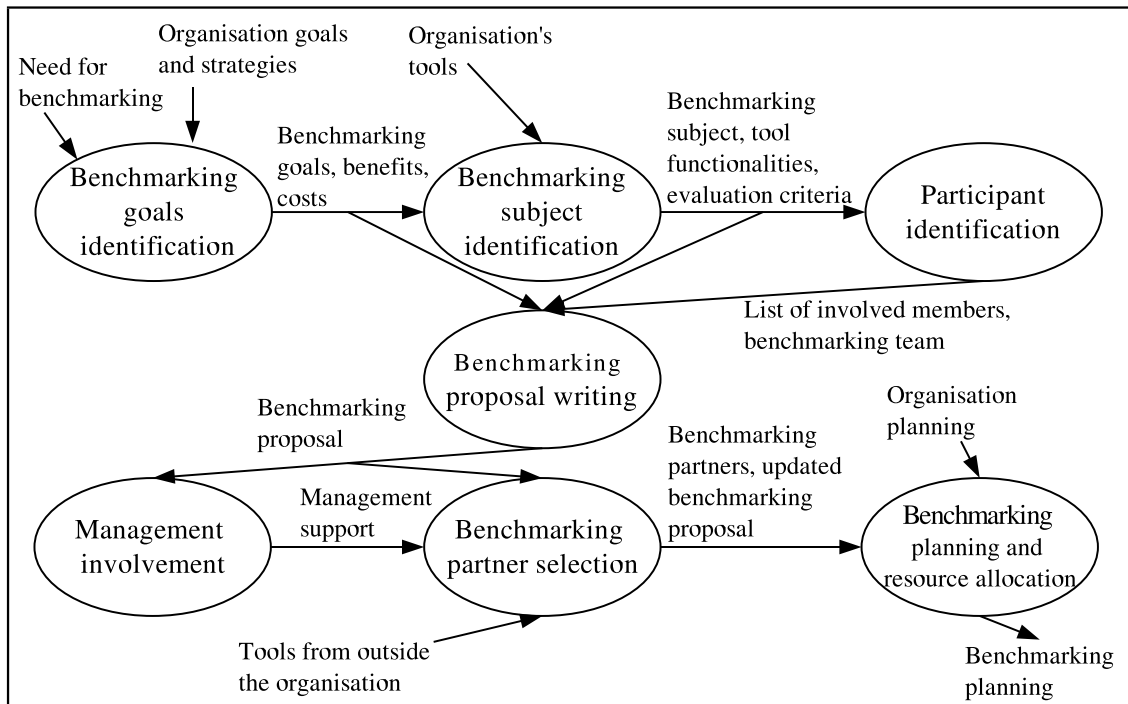 Need for
benchmarking
Organisation goals
and strategies
Organisation's
tools
Benchmarking
goals, benefits,
costs
Benchmarking
subject, tool
functionalities,
evaluation criteria
Benchmarking
goals
identification
Benchmarking
subject
identification
Participant
identification
List of involved members,
benchmarking team
Benchmarking
proposal writing
Benchmarking
proposal
Organisation
planning
Benchmarking
partners, updated
benchmarking
proposal
Management
support
Management
involvement
Benchmarking
partner selection
Benchmarking
planning and
resource allocation
Tools from outside
the organisation
Benchmarking
planning